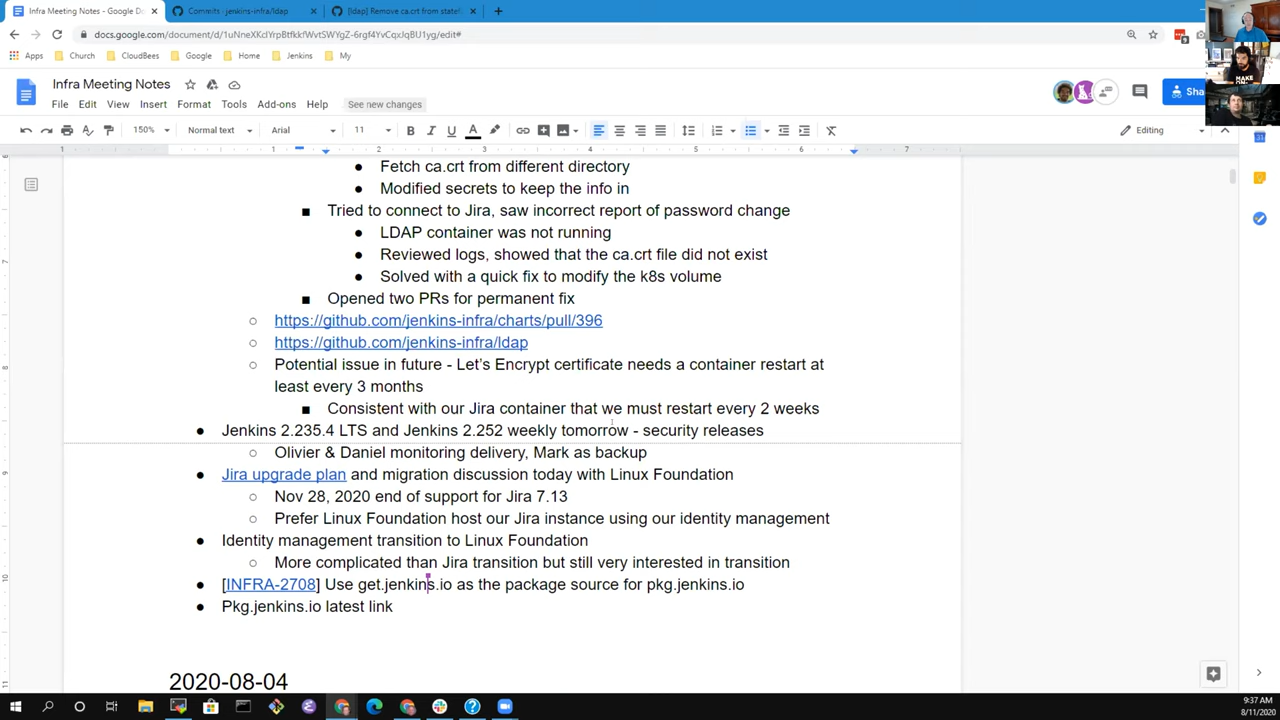 Infra Meeting Notes - Google Do
Commits · jenkins-infra/ldap
[ldap] Remove ca.crt from statef
docs.google.com/document/d/1uNneXKclYrpBtfkkfWvtSWYgZ-6rgf4YvCqxJqBU1yg/edit#
Apps
Church
CloudBees
Google
Home
Jenkins
My
Infra Meeting Notes
File Edit View Insert Format Tools Add-ons Help See new changes
Sha
150% Normal text Arial 11 Editing
1 1 2 3 4 5 6 7
Fetch ca.crt from different directory
Modified secrets to keep the info in
Tried to connect to Jira, saw incorrect report of password change
LDAP container was not running
Reviewed logs, showed that the ca.crt file did not exist
Solved with a quick fix to modify the k8s volume
Opened two PRs for permanent fix
https://github.com/jenkins-infra/charts/pull/396
https://github.com/jenkins-infra/ldap
Potential issue in future - Let's Encrypt certificate needs a container restart at
least every 3 months
Consistent with our Jira container that we must restart every 2 weeks
Jenkins 2.235.4 LTS and Jenkins 2.252 weekly tomorrow - security releases
Olivier & Daniel monitoring delivery, Mark as backup
Jira upgrade plan and migration discussion today with Linux Foundation
Nov 28, 2020 end of support for Jira 7.13
Prefer Linux Foundation host our Jira instance using our identity management
Identity management transition to Linux Foundation
More complicated than Jira transition but still very interested in transition
[INFRA-2708] Use get.jenkins.io as the package source for pkg.jenkins.io
Pkg.jenkins.io latest link
2020-08-04
9:37 AM
8/11/2020